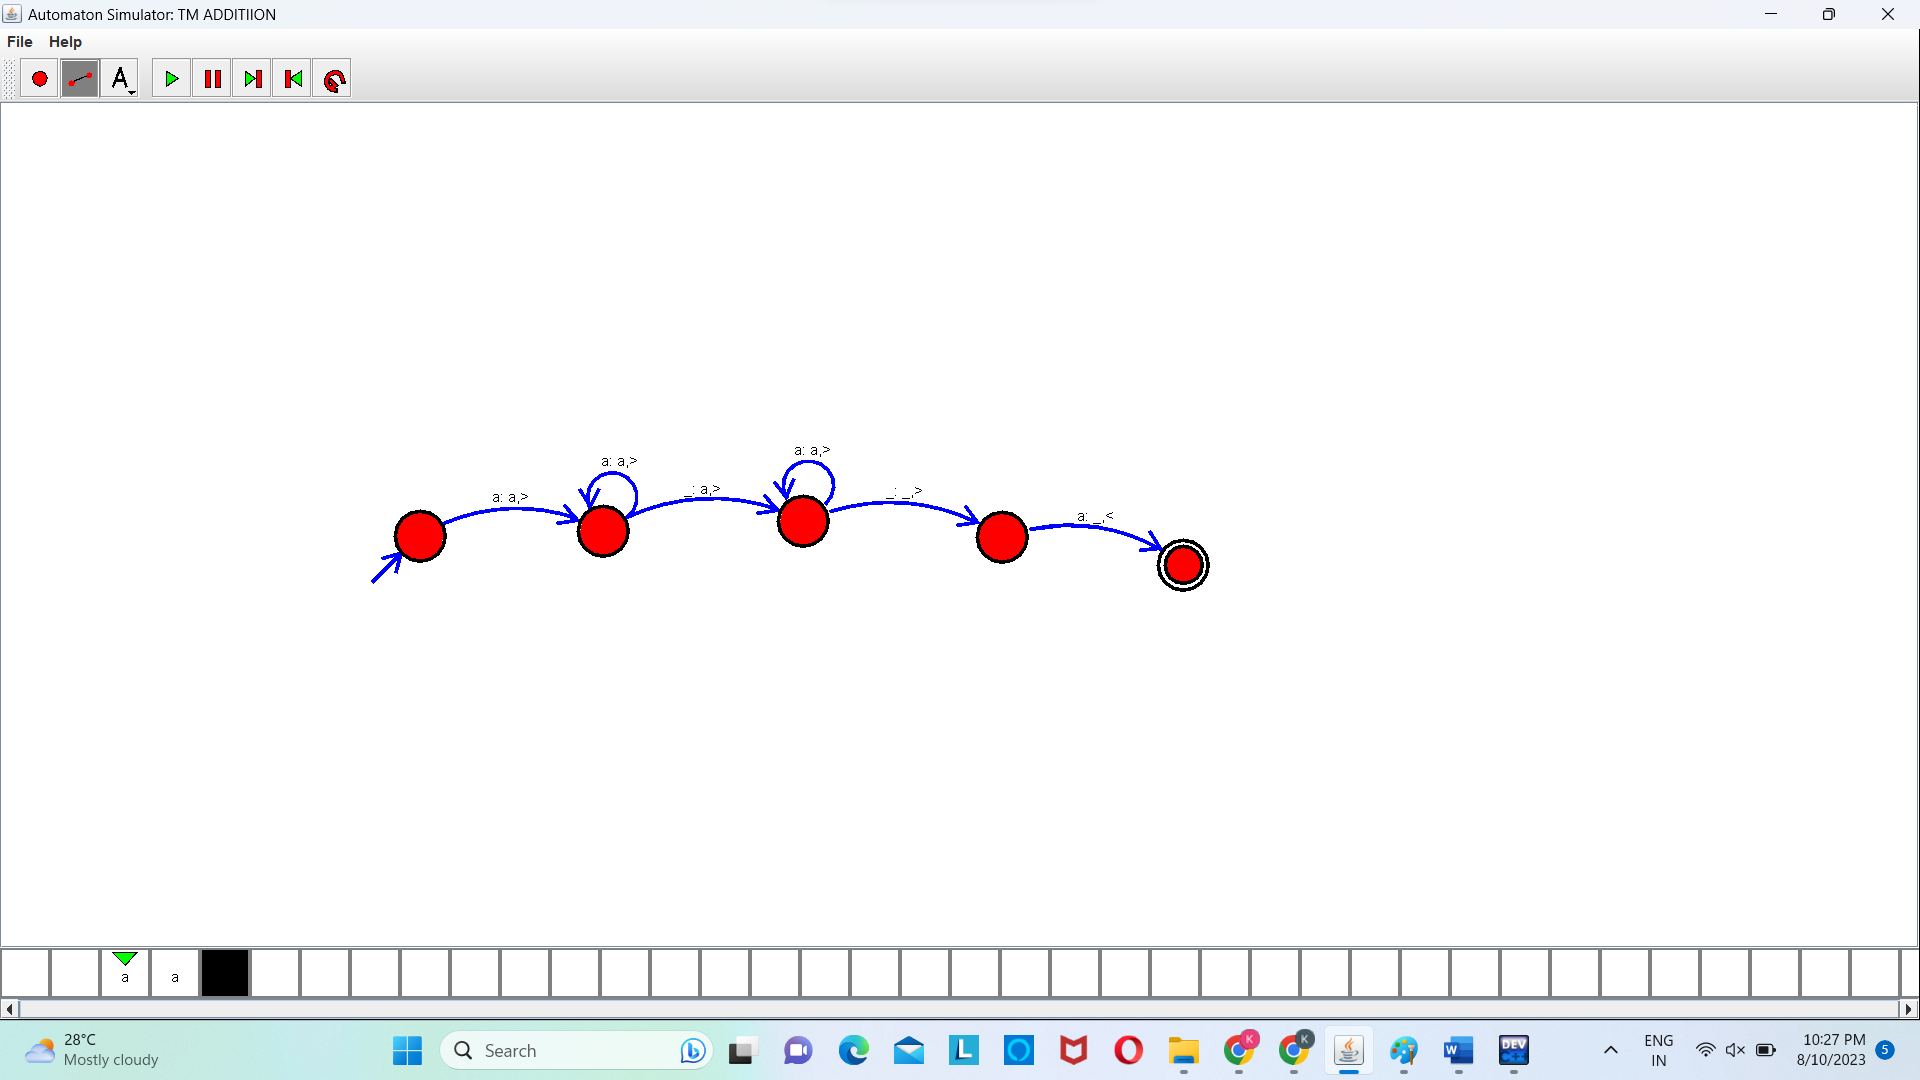 Automaton Simulator: TM ADDITIION
File Help
A
a: a,>
a: a,>
a: a,>
_: a,>
_: _,>
a: _,<
a a
28°C
Mostly cloudy
Search
L
K
K
W
DEV
C++
ENG
IN
10:27 PM
8/10/2023
5